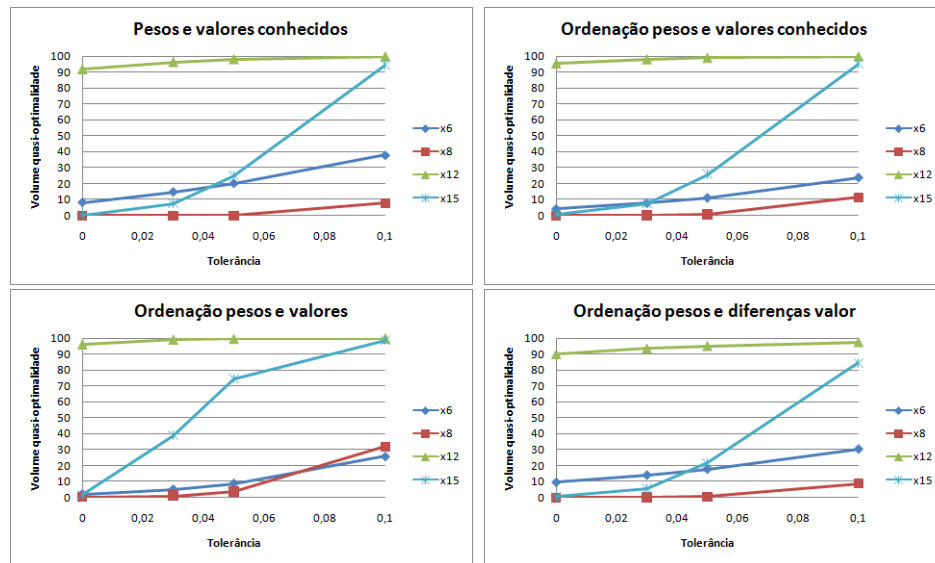 Pesos e valores conhecidos
Volume quasi-optimalidade
100
90
80
70
60
50
40
30
20
10
0
0 0,02 0,04 0,06 0,08 0,1
Tolerância
x6
x8
x12
x15
Ordenação pesos e valores conhecidos
Volume quasi-optimalidade
100
90
80
70
60
50
40
30
20
10
0
0 0,02 0,04 0,06 0,08 0,1
Tolerância
x6
x8
x12
x15
Ordenação pesos e valores
Volume quasi-optimalidade
100
90
80
70
60
50
40
30
20
10
0
0 0,02 0,04 0,06 0,08 0,1
Tolerância
x6
x8
x12
x15
Ordenação pesos e diferenças valor
Volume quasi-optimalidade
100
90
80
70
60
50
40
30
20
10
0
0 0,02 0,04 0,06 0,08 0,1
Tolerância
x6
x8
x12
x15